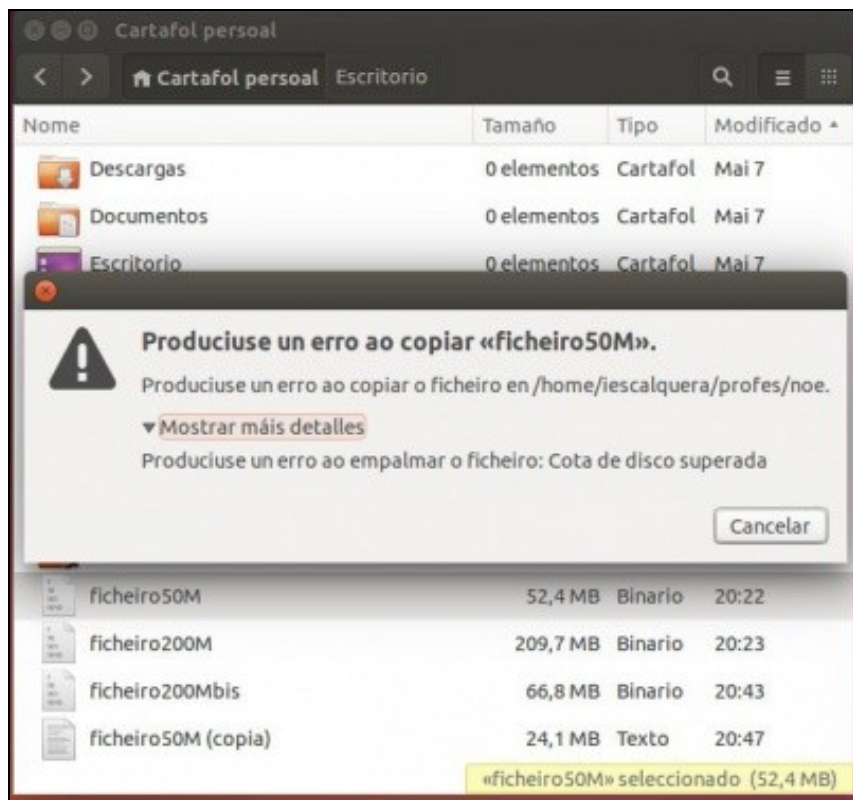 Cartafol persoal
Cartafol persoal Escritorio
Nome Tamaño Tipo Modificado
Descargas 0 elementos Cartafol Mai 7
Documentos 0 elementos Cartafol Mai 7
Escritorio 0 elementos Cartafol Mai 7
Produciuse un erro ao copiar «ficheiro50M».
Produciuse un erro ao copiar o ficheiro en /home/iescalquera/profes/noe.
Mostrar máis detalles
Produciuse un erro ao empalmar o ficheiro: Cota de disco superada
Cancelar
ficheiro50M 52,4 MB Binario 20:22
ficheiro200M 209,7 MB Binario 20:23
ficheiro200Mbis 66,8 MB Binario 20:43
ficheiro50M (copia) 24,1 MB Texto 20:47
«ficheiro50M» seleccionado (52,4 MB)